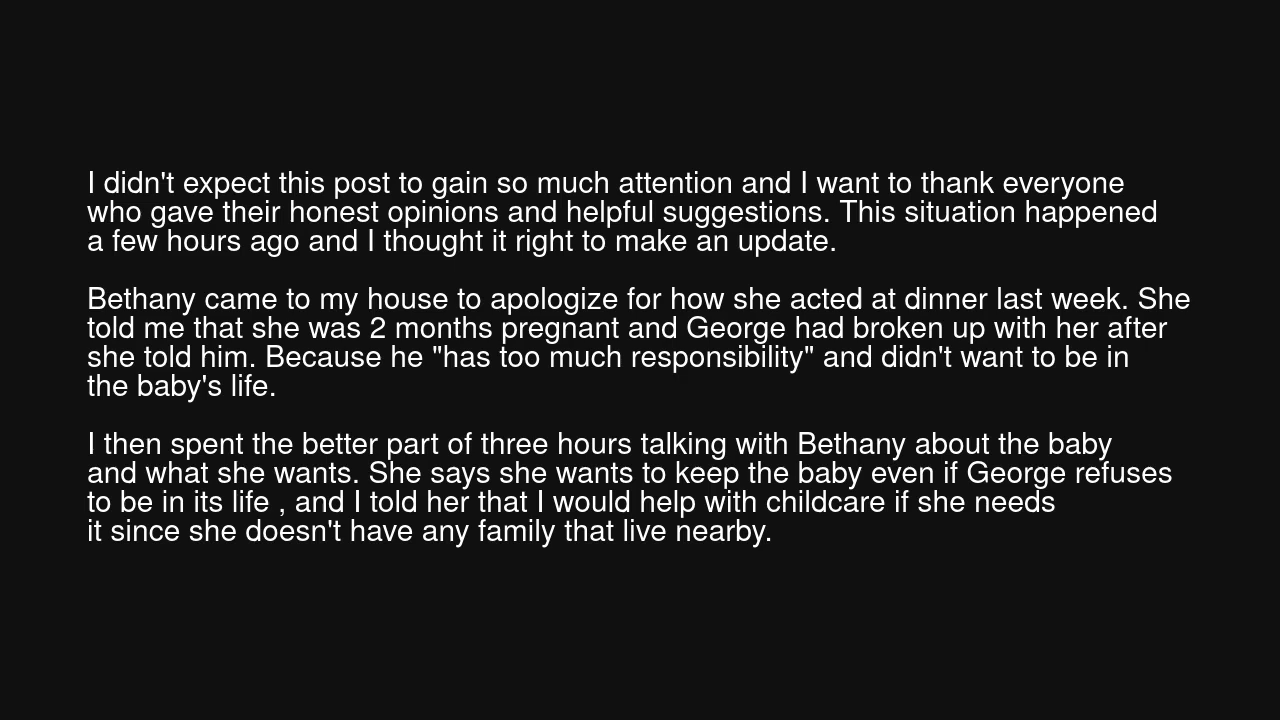 I didn't expect this post to gain so much attention and I want to thank everyone
who gave their honest opinions and helpful suggestions. This situation happened
a few hours ago and I thought it right to make an update.
Bethany came to my house to apologize for how she acted at dinner last week. She
told me that she was 2 months pregnant and George had broken up with her after
she told him. Because he "has too much responsibility" and didn't want to be in
the baby's life.
I then spent the better part of three hours talking with Bethany about the baby
and what she wants. She says she wants to keep the baby even if George refuses
to be in its life , and I told her that I would help with childcare if she needs
it since she doesn't have any family that live nearby.